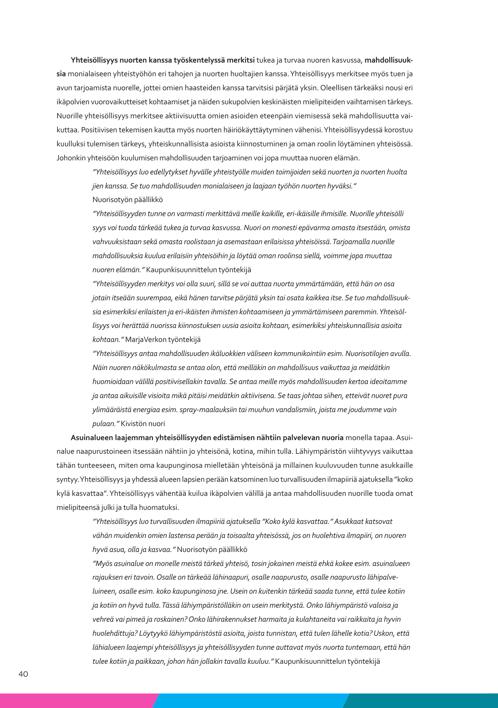 Yhteisöllisyys nuorten kanssa työskentelyssä merkitsi tukea ja turvaa nuoren kasvussa, mahdollisuuk-
sia monialaiseen yhteistyöhön eri tahojen ja nuorten huoltajien kanssa. Yhteisöllisyys merkitsee myös tuen ja
avun tarjoamista nuorelle, jottei omien haasteiden kanssa tarvitsisi pärjätä yksin. Oleellisen tärkeäksi nousi eri
ikäpolvien vuorovaikutteiset kohtaamiset ja näiden sukupolvien keskinäisten mielipiteiden vaihtamisen tärkeys.
Nuorille yhteisöllisyys merkitsee aktiivisuutta omien asioiden eteenpäin viemisessä sekä mahdollisuutta vai-
kuttaa. Positiivisen tekemisen kautta myös nuorten häiriökäyttäytyminen vähenisi. Yhteisöllisyydessä korostuu
kuulluksi tulemisen tärkeys, yhteiskunnallisista asioista kiinnostuminen ja oman roolin löytäminen yhteisössä.
Johonkin yhteisöön kuulumisen mahdollisuuden tarjoaminen voi jopa muuttaa nuoren elämän.
"Yhteisöllisyys luo edellytykset hyvälle yhteistyölle muiden toimijoiden sekä nuorten ja nuorten huolta
jien kanssa. Se tuo mahdollisuuden monialaiseen ja laajaan työhön nuorten hyväksi."
Nuorisotyön päällikkö
"Yhteisöllisyyden tunne on varmasti merkittävä meille kaikille, eri-ikäisille ihmisille. Nuorille yhteisölli
syys voi tuoda tärkeää tukea ja turvaa kasvussa. Nuori on monesti epävarma omasta itsestään, omista
vahvuuksistaan sekä omasta roolistaan ja asemastaan erilaisissa yhteisöissä. Tarjoamalla nuorille
mahdollisuuksia kuulua erilaisiin yhteisöihin ja löytää oman roolinsa siellä, voimme jopa muuttaa
nuoren elämän." Kaupunkisuunnittelun työntekijä
"Yhteisöllisyyden merkitys voi olla suuri, sillä se voi auttaa nuorta ymmärtämään, että hän on osa
jotain itseään suurempaa, eikä hänen tarvitse pärjätä yksin tai osata kaikkea itse. Se tuo mahdollisuuk-
sia esimerkiksi erilaisten ja eri-ikäisten ihmisten kohtaamiseen ja ymmärtämiseen paremmin. Yhteisöl-
lisyys voi herättää nuorissa kiinnostuksen uusia asioita kohtaan, esimerkiksi yhteiskunnallisia asioita
kohtaan." MarjaVerkon työntekijä
"Yhteisöllisyys antaa mahdollisuuden ikäluokkien väliseen kommunikointiin esim. Nuorisotilojen avulla.
Näin nuoren näkökulmasta se antaa olon, että meilläkin on mahdollisuus vaikuttaa ja meidätkin
huomioidaan välillä positiivisellakin tavalla. Se antaa meille myös mahdollisuuden kertoa ideoitamme
ja antaa aikuisille visioita mikä pitäisi meidätkin aktiivisena. Se taas johtaa siihen, etteivät nuoret pura
ylimääräistä energiaa esim. spray-maalauksiin tai muuhun vandalismiin, joista me joudumme vain
pulaan." Kivistön nuori
Asuinalueen laajemman yhteisöllisyyden edistämisen nähtiin palvelevan nuoria monella tapaa. Asui-
nalue naapurustoineen itsessään nähtiin jo yhteisönä, kotina, mihin tulla. Lähiympäristön viihtyvyys vaikuttaa
tähän tunteeseen, miten oma kaupunginosa mielletään yhteisönä ja millainen kuuluvuuden tunne asukkaille
syntyy. Yhteisöllisyys ja yhdessä alueen lapsien perään katsominen luo turvallisuuden ilmapiiriä ajatuksella "koko
kylä kasvattaa". Yhteisöllisyys vähentää kuilua ikäpolvien välillä ja antaa mahdollisuuden nuorille tuoda omat
mielipiteensä julki ja tulla huomatuksi.
"Yhteisöllisyys luo turvallisuuden ilmapiiriä ajatuksella "Koko kylä kasvattaa." Asukkaat katsovat
vähän muidenkin omien lastensa perään ja toisaalta yhteisössä, jos on huolehtiva ilmapiiri, on nuoren
hyvä asua, olla ja kasvaa." Nuorisotyön päällikkö
"Myös asuinalue on monelle meistä tärkeä yhteisö, tosin jokainen meistä ehkä kokee esim. asuinalueen
rajauksen eri tavoin. Osalle on tärkeää lähinaapuri, osalle naapurusto, osalle naapurusto lähipalve-
luineen, osalle esim. koko kaupunginosa jne. Usein on kuitenkin tärkeää saada tunne, että tulee kotiin
ja kotiin on hyvä tulla. Tässä lähiympäristölläkin on usein merkitystä. Onko lähiympäristö valoisa ja
vehreä vai pimeä ja roskainen? Onko lähirakennukset harmaita ja kulahtaneita vai raikkaita ja hyvin
huolehdittuja? Löytyykö lähiympäristöstä asioita, joista tunnistan, että tulen lähelle kotia? Uskon, että
lähialueen laajempi yhteisöllisyys ja yhteisöllisyyden tunne auttavat myös nuorta tuntemaan, että hän
tulee kotiin ja paikkaan, johon hän jollakin tavalla kuuluu." Kaupunkisuunnittelun työntekijä
40